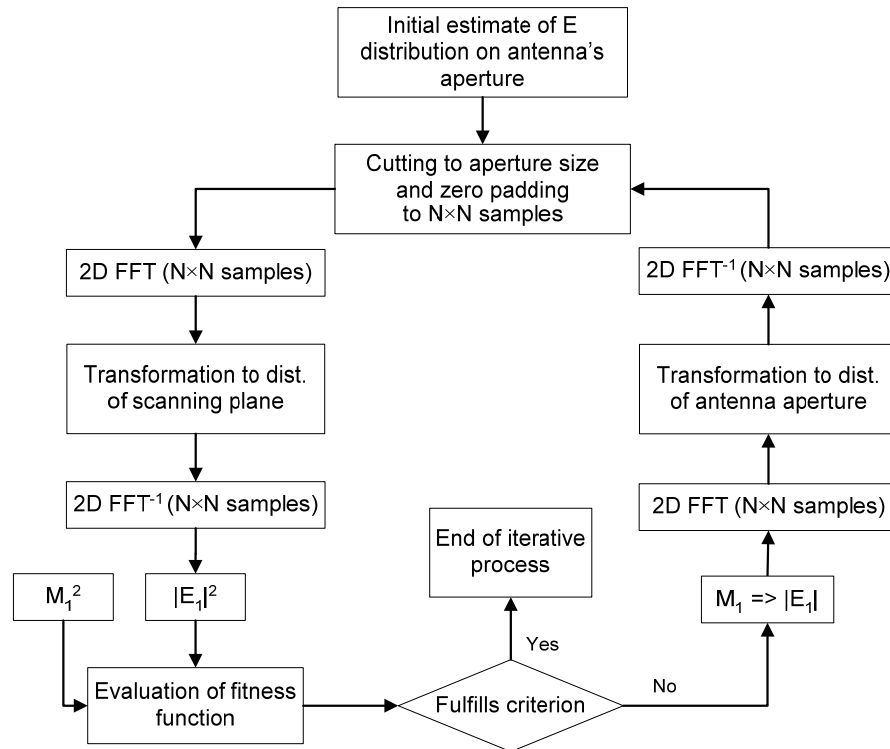 Initial estimate of E
distribution on antenna's
aperture
Cutting to aperture size
and zero padding
to N×N samples
2D FFT (N×N samples)
Transformation to dist.
of scanning plane
2D FFT⁻¹ (N×N samples)
M₁²
|E₁|²
Evaluation of fitness
function
Fulfills criterion
Yes
End of iterative
process
No
M₁ => |E₁|
2D FFT (N×N samples)
Transformation to dist.
of antenna aperture
2D FFT⁻¹ (N×N samples)